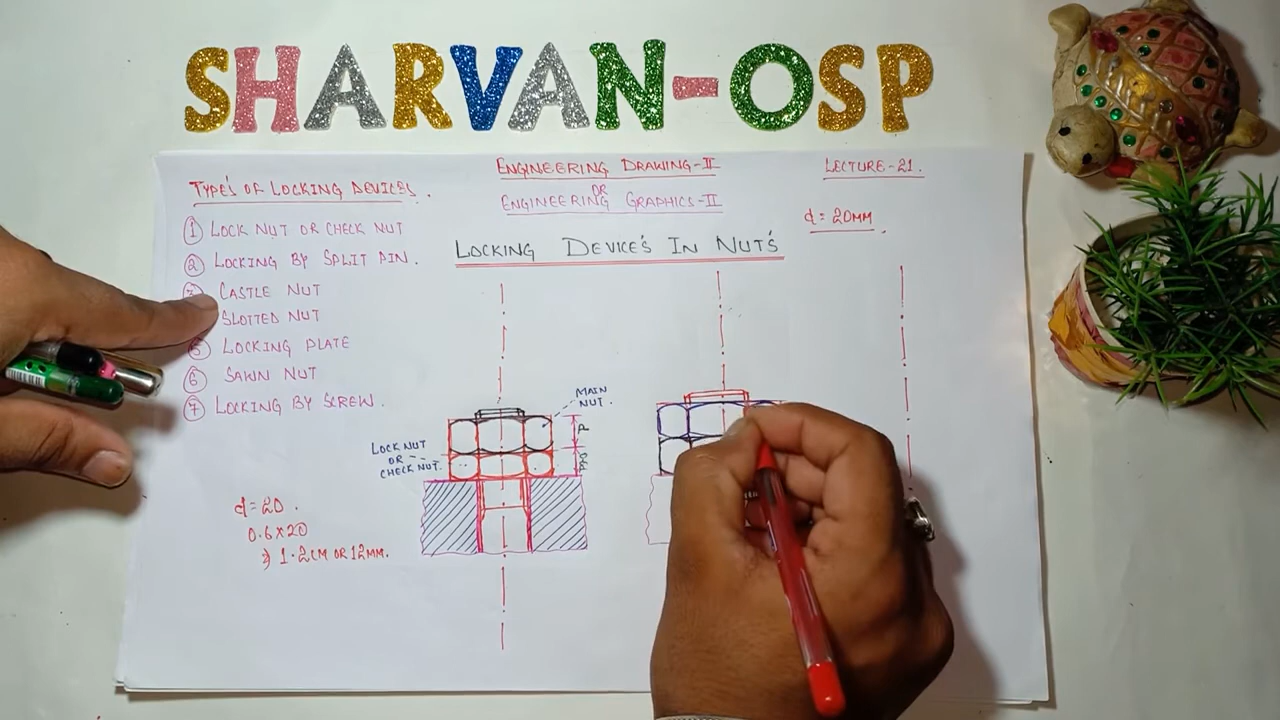 SHARVAN-OSP
ENGINEERING DRAWING-II
OR
ENGINEERING GRAPHICS-II
LECTURE-21.
d = 20MM.
LOCKING DEVICE'S IN NUT'S
TYPE'S OF LOCKING DEVICES.
1 LOCK NUT OR CHECK NUT
2 LOCKING BY SPLIT PIN.
CASTLE NUT
SLOTTED NUT
5 LOCKING PLATE
6 SAWN NUT
7 LOCKING BY SCREW.
MAIN
NUT.
d
LOCK NUT
OR
CHECK NUT.
d = 20.
0.6×20
⇒ 1.2CM OR 12MM.